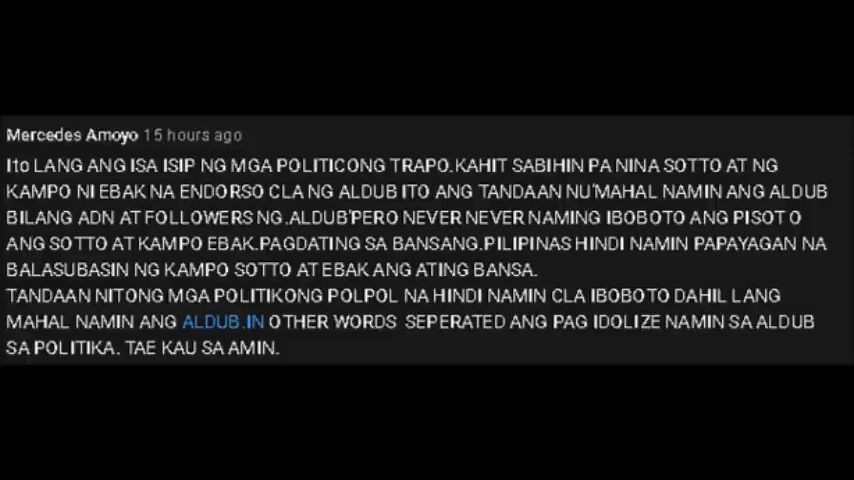 Mercedes Amoyo 15 hours ago
Ito LANG ANG ISA ISIP NG MGA POLITICONG TRAPO.KAHIT SABIHIN PA NINA SOTTO AT NG
KAMPO NI EBAK NA ENDORSO CLA NG ALDUB ITO ANG TANDAAN NU'MAHAL NAMIN ANG ALDUB
BILANG ADN AT FOLLOWERS NG.ALDUB'PERO NEVER NEVER NAMING IBOBOTO ANG PISOT O
ANG SOTTO AT KAMPO EBAK.PAGDATING SA BANSANG.PILIPINAS HINDI NAMIN PAPAYAGAN NA
BALASUBASIN NG KAMPO SOTTO AT EBAK ANG ATING BANSA.
TANDAAN NITONG MGA POLITIKONG POLPOL NA HINDI NAMIN CLA IBOBOTO DAHIL LANG
MAHAL NAMIN ANG ALDUB.IN OTHER WORDS SEPERATED ANG PAG IDOLIZE NAMIN SA ALDUB
SA POLITIKA. TAE KAU SA AMIN.